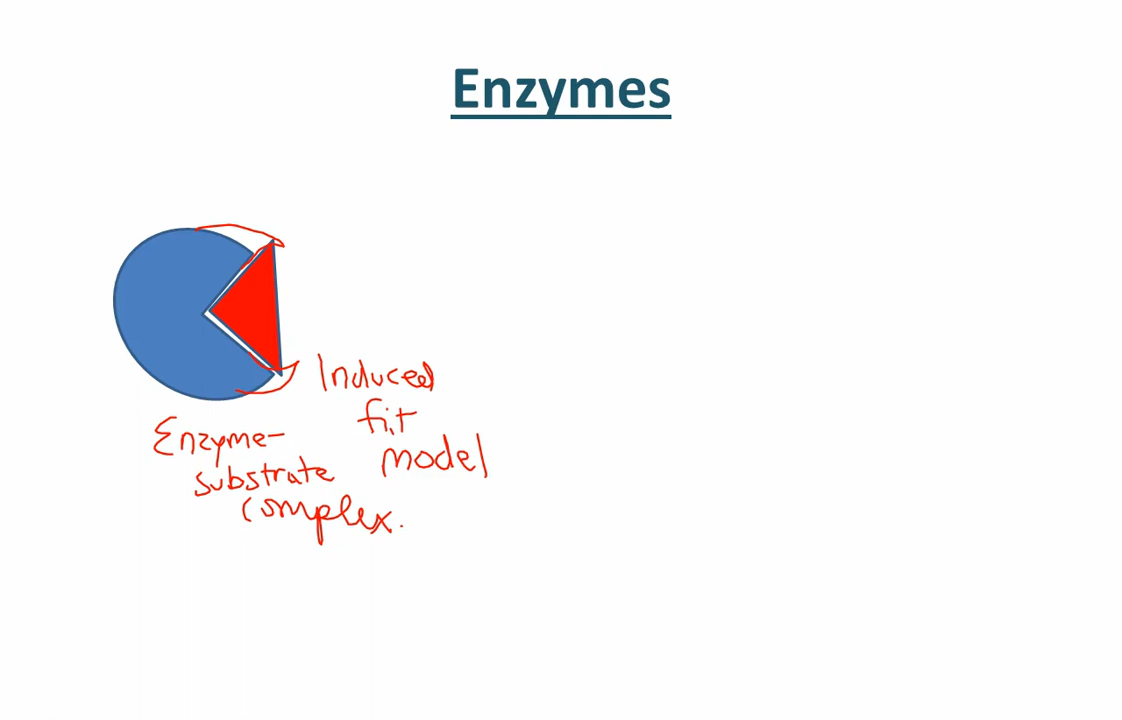 Enzymes
Induced
fit
model
Enzyme-
substrate
complex.